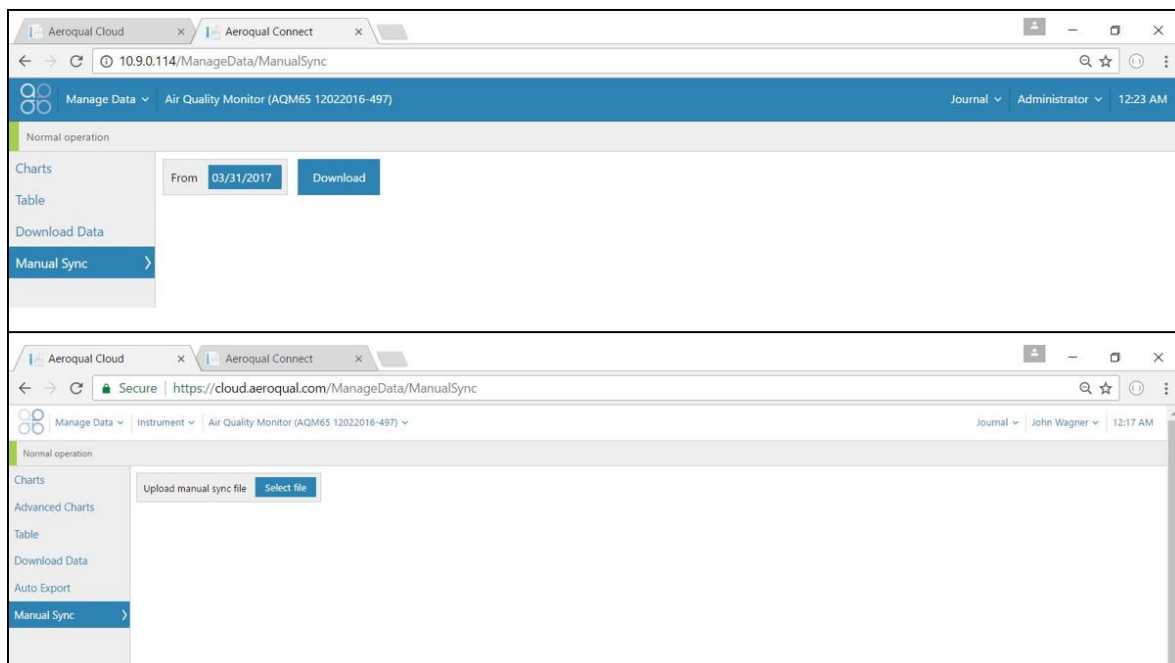 Aeroqual Cloud × Aeroqual Connect ×
10.9.0.114/ManageData/ManualSync
Manage Data Air Quality Monitor (AQM65 12022016-497) Journal Administrator 12:23 AM
Normal operation
Charts
From 03/31/2017 Download
Table
Download Data
Manual Sync
Aeroqual Cloud × Aeroqual Connect ×
Secure | https://cloud.aeroqual.com/ManageData/ManualSync
Manage Data Instrument Air Quality Monitor (AQM65 12022016-497) Journal John Wagner 12:17 AM
Normal operation
Charts
Upload manual sync file Select file
Advanced Charts
Table
Download Data
Auto Export
Manual Sync